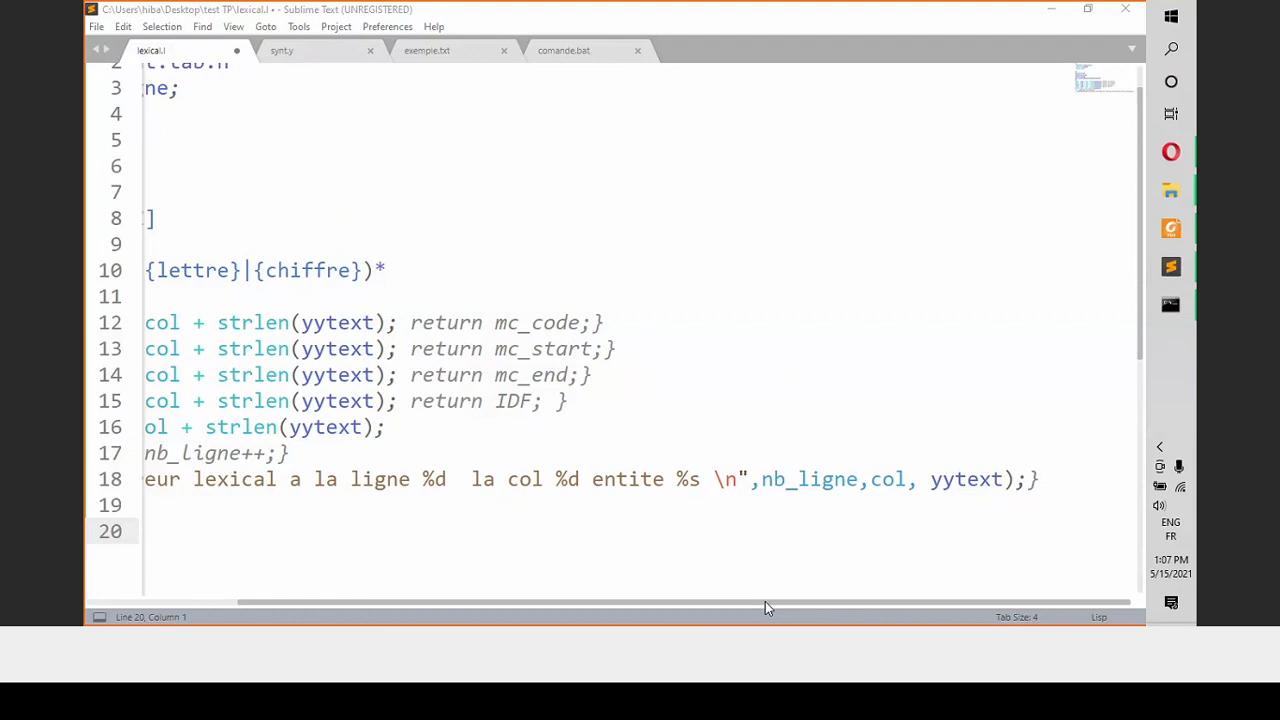 C:\Users\hiba\Desktop\test TP\lexical.l • - Sublime Text (UNREGISTERED)
File Edit Selection Find View Goto Tools Project Preferences Help
lexical.l synt.y exemple.txt comande.bat
2 t.tab.h
3 ne;
4
5
6
7
8 ]
9
10 {lettre}|{chiffre})*
11
12 col + strlen(yytext); return mc_code;}
13 col + strlen(yytext); return mc_start;}
14 col + strlen(yytext); return mc_end;}
15 col + strlen(yytext); return IDF; }
16 ol + strlen(yytext);
17 nb_ligne++;}
18 eur lexical a la ligne %d  la col %d entite %s \n",nb_ligne,col, yytext);}
19
20
Line 20, Column 1 Tab Size: 4 Lisp
ENG
FR
1:07 PM
5/15/2021